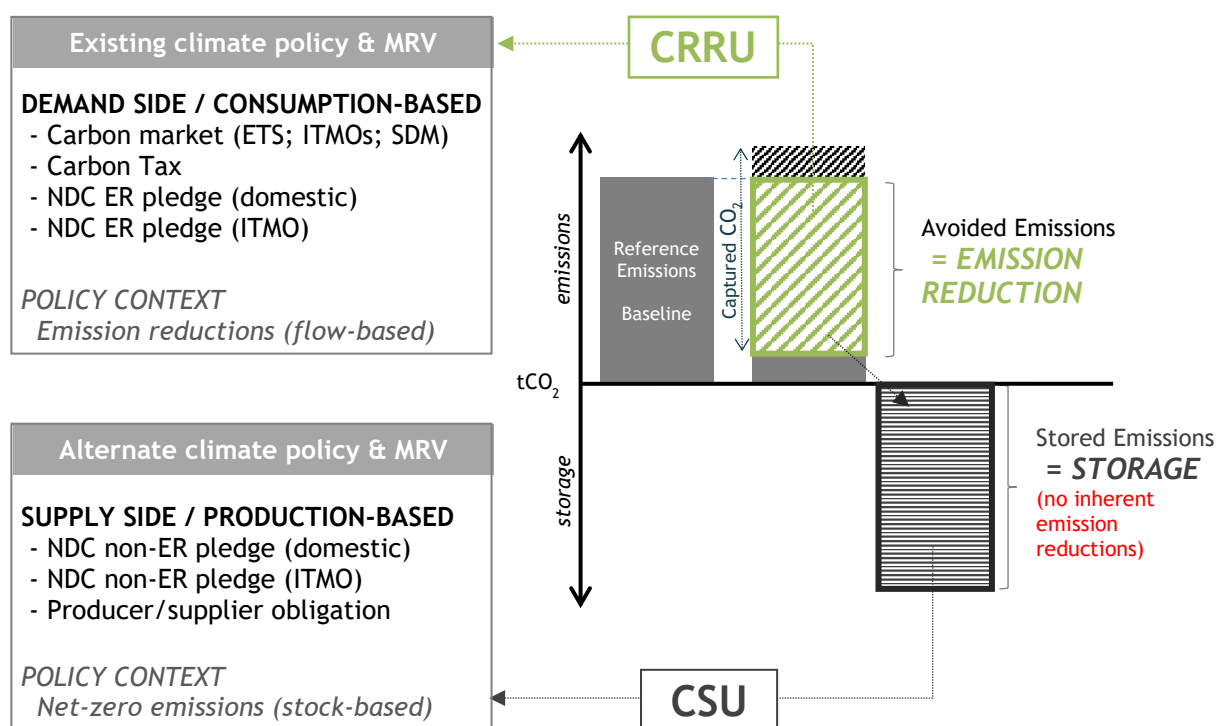 Existing climate policy & MRV
DEMAND SIDE / CONSUMPTION-BASED
- Carbon market (ETS; ITMOs; SDM)
- Carbon Tax
- NDC ER pledge (domestic)
- NDC ER pledge (ITMO)
POLICY CONTEXT
Emission reductions (flow-based)
Alternate climate policy & MRV
SUPPLY SIDE / PRODUCTION-BASED
- NDC non-ER pledge (domestic)
- NDC non-ER pledge (ITMO)
- Producer/supplier obligation
POLICY CONTEXT
Net-zero emissions (stock-based)
CRRU
emissions
storage
tCO₂
Reference
Emissions
Baseline
Captured CO₂
Avoided Emissions
= EMISSION
REDUCTION
Stored Emissions
= STORAGE
(no inherent
emission
reductions)
CSU